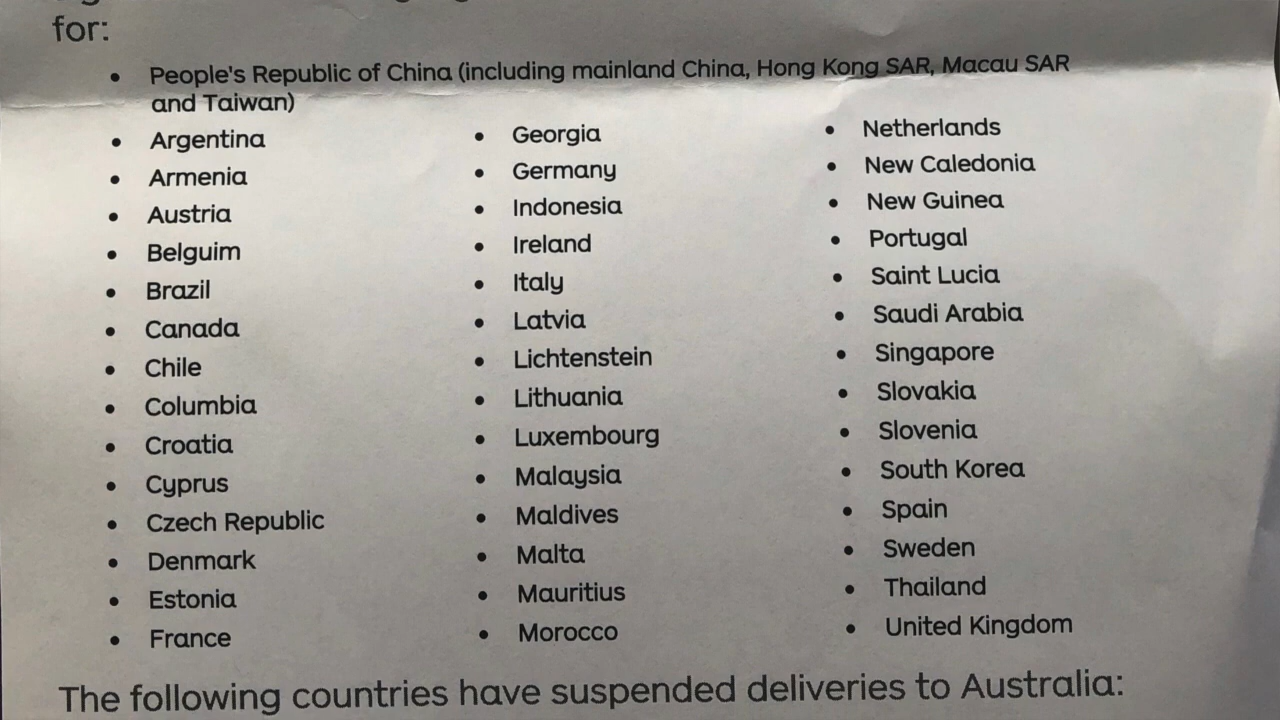 for:
• People's Republic of China (including mainland China, Hong Kong SAR, Macau SAR
and Taiwan)
• Argentina
• Armenia
• Austria
• Belguim
• Brazil
• Canada
• Chile
• Columbia
• Croatia
• Cyprus
• Czech Republic
• Denmark
• Estonia
• France
• Georgia
• Germany
• Indonesia
• Ireland
• Italy
• Latvia
• Lichtenstein
• Lithuania
• Luxembourg
• Malaysia
• Maldives
• Malta
• Mauritius
• Morocco
• Netherlands
• New Caledonia
• New Guinea
• Portugal
• Saint Lucia
• Saudi Arabia
• Singapore
• Slovakia
• Slovenia
• South Korea
• Spain
• Sweden
• Thailand
• United Kingdom
The following countries have suspended deliveries to Australia: